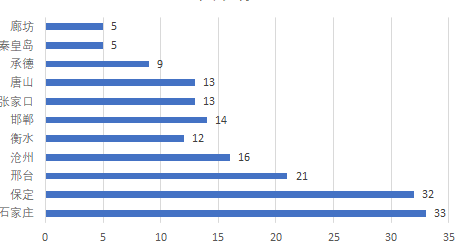 廊坊 5
秦皇岛 5
承德 9
唐山 13
张家口 13
邯郸 14
衡水 12
沧州 16
邢台 21
保定 32
石家庄 33
0 5 10 15 20 25 30 35